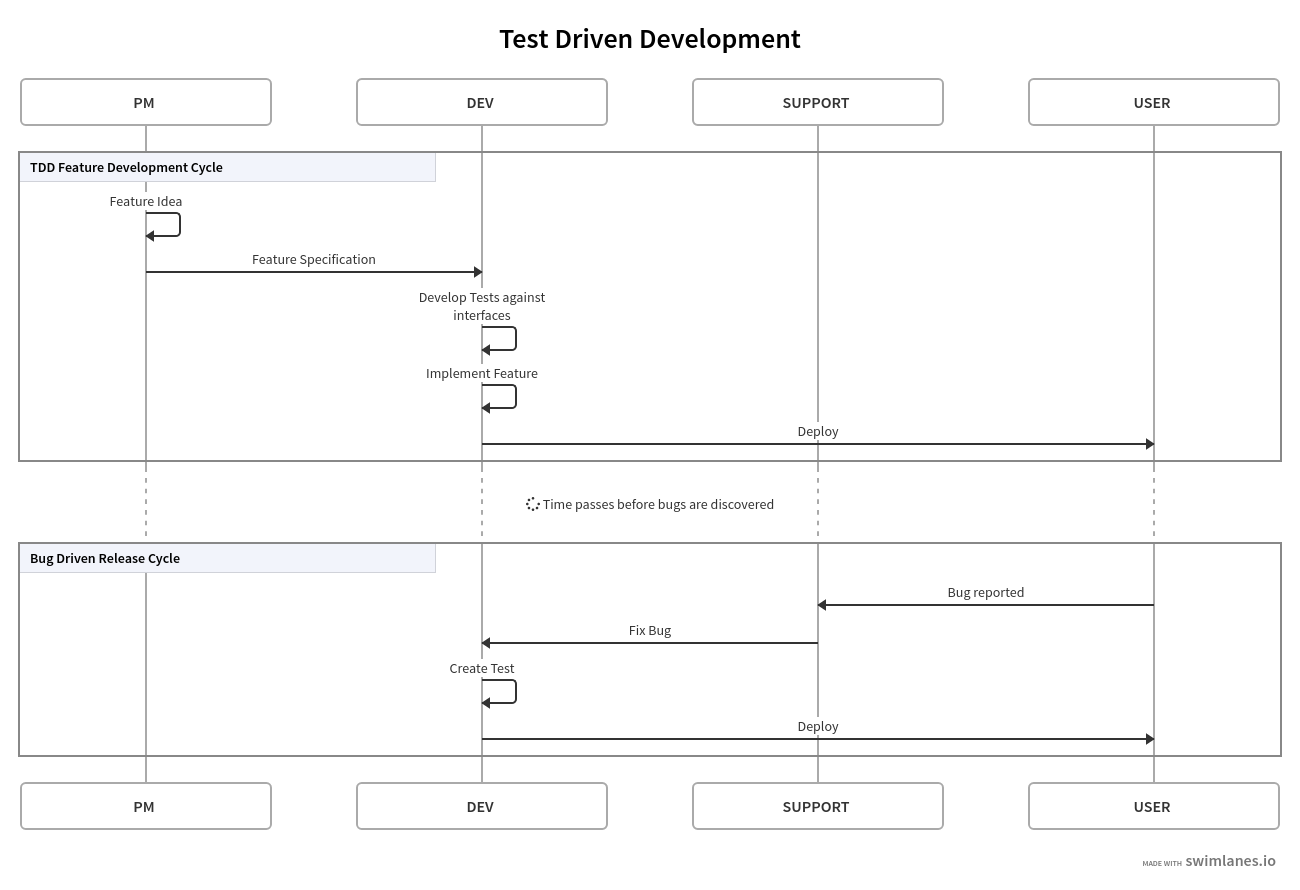 Test Driven Development
PM
DEV
SUPPORT
USER
TDD Feature Development Cycle
Feature Idea
Feature Specification
Develop Tests against
interfaces
Implement Feature
Deploy
Time passes before bugs are discovered
Bug Driven Release Cycle
Bug reported
Fix Bug
Create Test
Deploy
PM
DEV
SUPPORT
USER
MADE WITH swimlanes.io